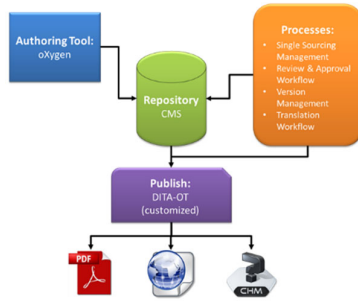 Authoring Tool:
oXygen
Processes:
• Single Sourcing
Management
• Review & Approval
Workflow
• Version
Management
• Translation
Workflow
Repository
CMS
Publish:
DITA-OT
(customized)
PDF
CHM